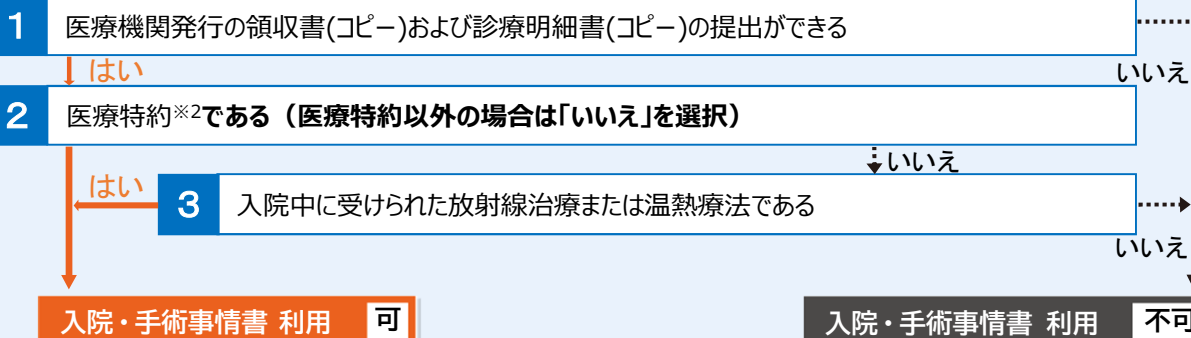 1 医療機関発行の領収書(コピー)および診療明細書(コピー)の提出ができる
はい
いいえ
2 医療特約※2である（医療特約以外の場合は「いいえ」を選択）
いいえ
はい
3 入院中に受けられた放射線治療または温熱療法である
いいえ
入院・手術事情書 利用 可
入院・手術事情書 利用 不可